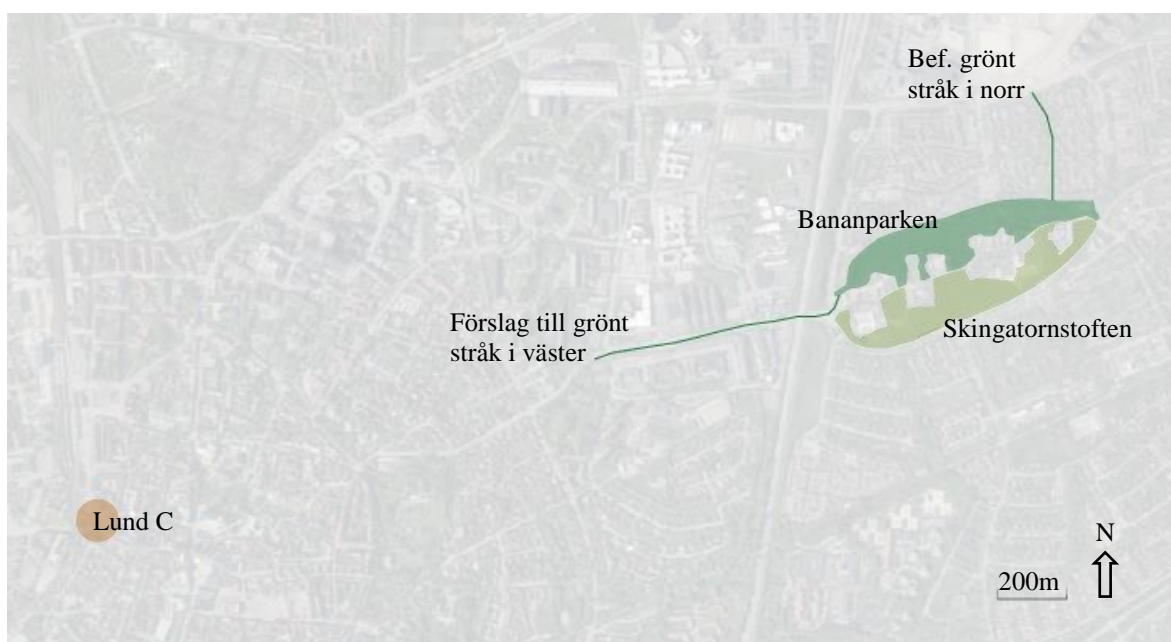 Bef. grönt
stråk i norr
Bananparken
Förslag till grönt
stråk i väster
Skingatornstoften
Lund C
N
200m